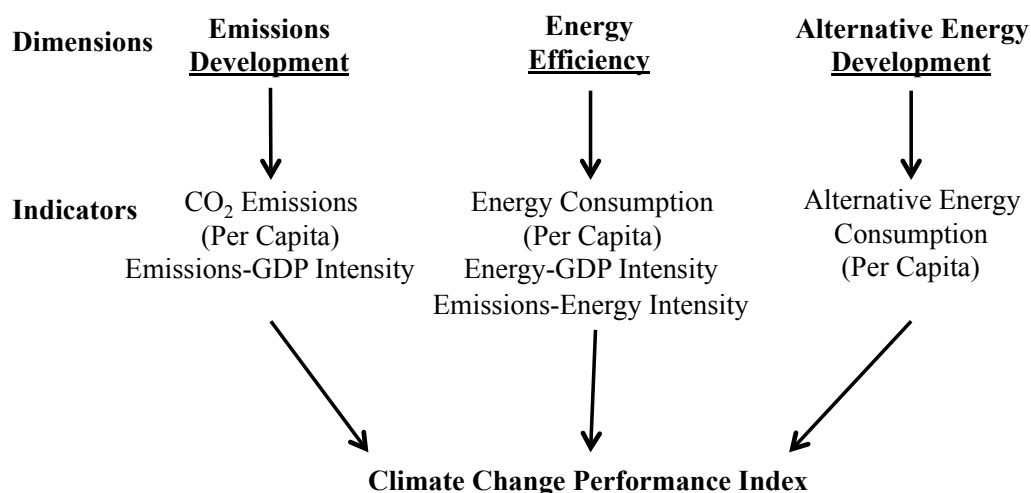 Dimensions
Emissions
Development
Energy
Efficiency
Alternative Energy
Development
Indicators
CO₂ Emissions
(Per Capita)
Emissions-GDP Intensity
Energy Consumption
(Per Capita)
Energy-GDP Intensity
Emissions-Energy Intensity
Alternative Energy
Consumption
(Per Capita)
Climate Change Performance Index